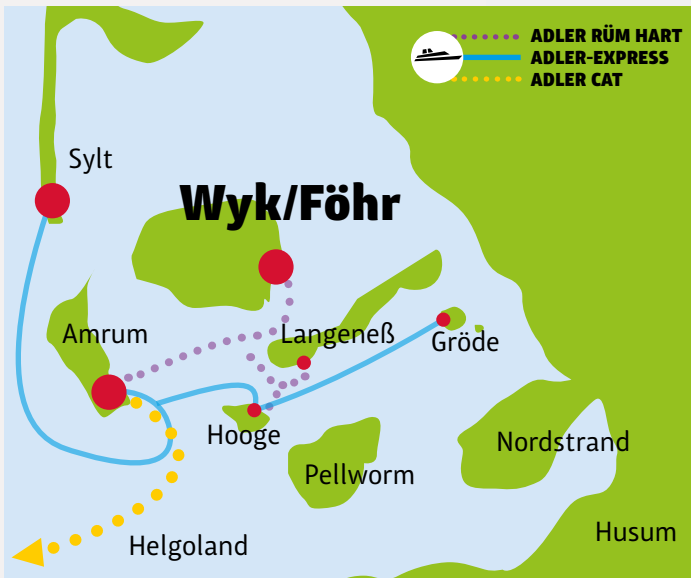 ADLER RÜM HART
ADLER-EXPRESS
ADLER CAT
Sylt
Wyk/Föhr
Amrum
Langeneß
Gröde
Hooge
Nordstrand
Pellworm
Husum
Helgoland